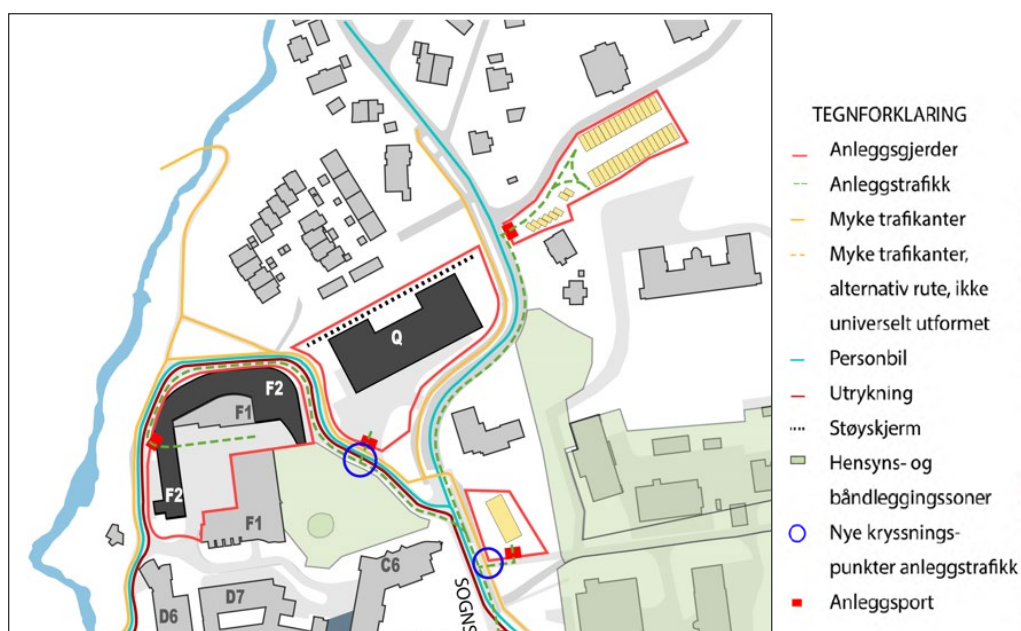 TEGNFORKLARING
Anleggsgjerder
Anleggstrafikk
Myke trafikanter
Myke trafikanter,
alternativ rute, ikke
universelt utformet
Personbil
Utrykning
Støyskjerm
Hensyns- og
båndleggingssoner
Nye kryssnings-
punkter anleggstrafikk
Anleggsport
Q
F2
F1
F2
F1
C6
D7
D6
SOGNS